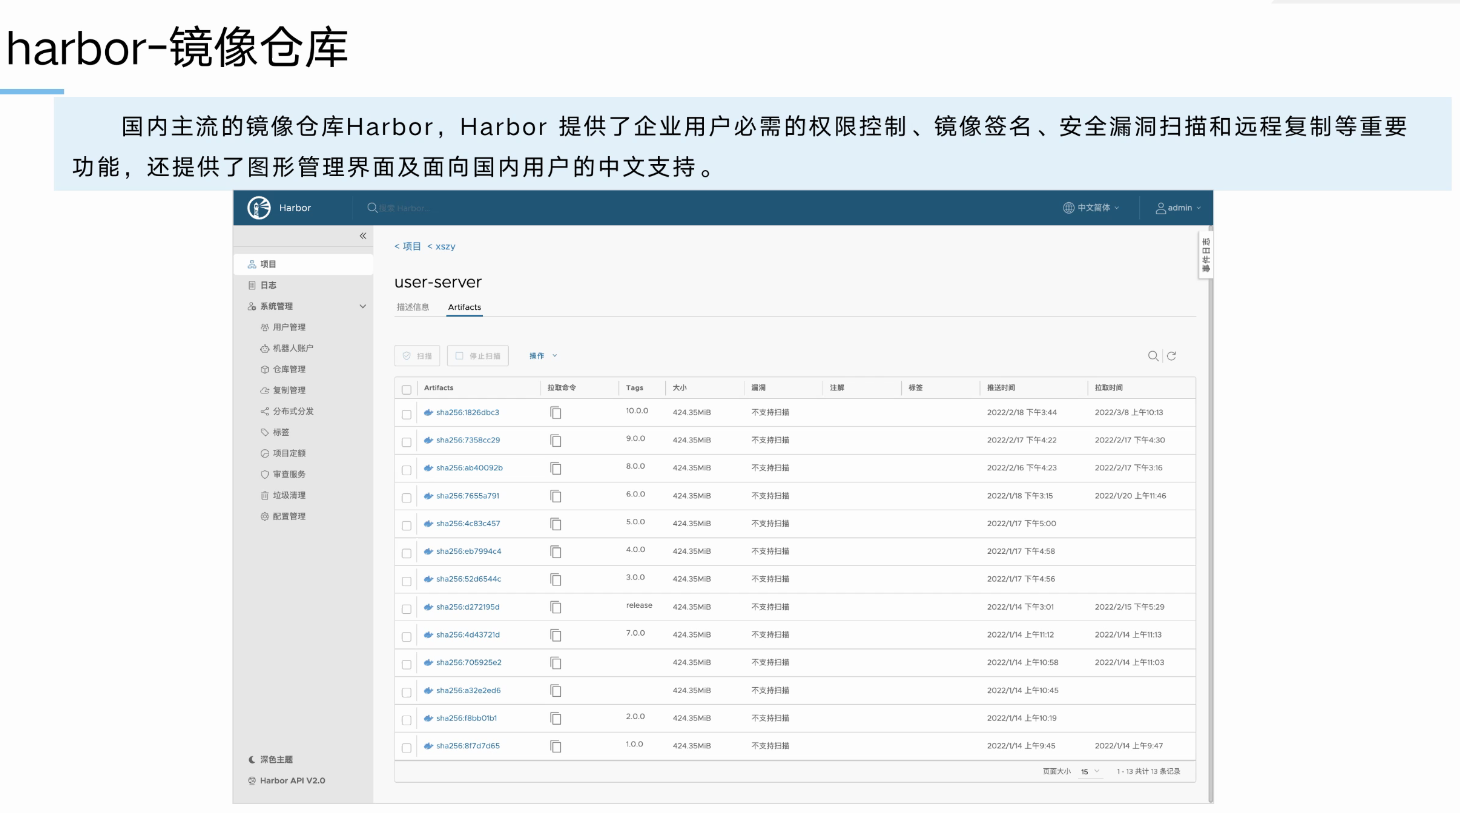 harbor-镜像仓库
国内主流的镜像仓库Harbor，Harbor 提供了企业用户必需的权限控制、镜像签名、安全漏洞扫描和远程复制等重要
功能，还提供了图形管理界面及面向国内用户的中文支持。
Harbor 搜索 Harbor... 中文简体 admin
事件日志
< 项目 < xszy
项目
日志
系统管理
用户管理
机器人账户
仓库管理
复制管理
分布式分发
标签
项目定额
审查服务
垃圾清理
配置管理
深色主题
Harbor API V2.0
user-server
描述信息 Artifacts
扫描 停止扫描 操作
Artifacts 拉取命令 Tags 大小 漏洞 注解 标签 推送时间 拉取时间
sha256:1826dbc3 10.0.0 424.35MiB 不支持扫描 2022/2/18 下午3:44 2022/3/8 上午10:13
sha256:7358cc29 9.0.0 424.35MiB 不支持扫描 2022/2/17 下午4:22 2022/2/17 下午4:30
sha256:ab40092b 8.0.0 424.35MiB 不支持扫描 2022/2/16 下午4:23 2022/2/17 下午3:16
sha256:7655a791 6.0.0 424.35MiB 不支持扫描 2022/1/18 下午3:15 2022/1/20 上午11:46
sha256:4c83c457 5.0.0 424.35MiB 不支持扫描 2022/1/17 下午5:00
sha256:eb7994c4 4.0.0 424.35MiB 不支持扫描 2022/1/17 下午4:58
sha256:52d6544c 3.0.0 424.35MiB 不支持扫描 2022/1/17 下午4:56
sha256:d272195d release 424.35MiB 不支持扫描 2022/1/14 下午3:01 2022/2/15 下午5:29
sha256:4d43721d 7.0.0 424.35MiB 不支持扫描 2022/1/14 上午11:12 2022/1/14 上午11:13
sha256:705925e2 424.35MiB 不支持扫描 2022/1/14 上午10:58 2022/1/14 上午11:03
sha256:a32e2ed6 424.35MiB 不支持扫描 2022/1/14 上午10:45
sha256:f8bb01b1 2.0.0 424.35MiB 不支持扫描 2022/1/14 上午10:19
sha256:8f7d7d65 1.0.0 424.35MiB 不支持扫描 2022/1/14 上午9:45 2022/1/14 上午9:47
页面大小 15 1 - 13 共计 13 条记录